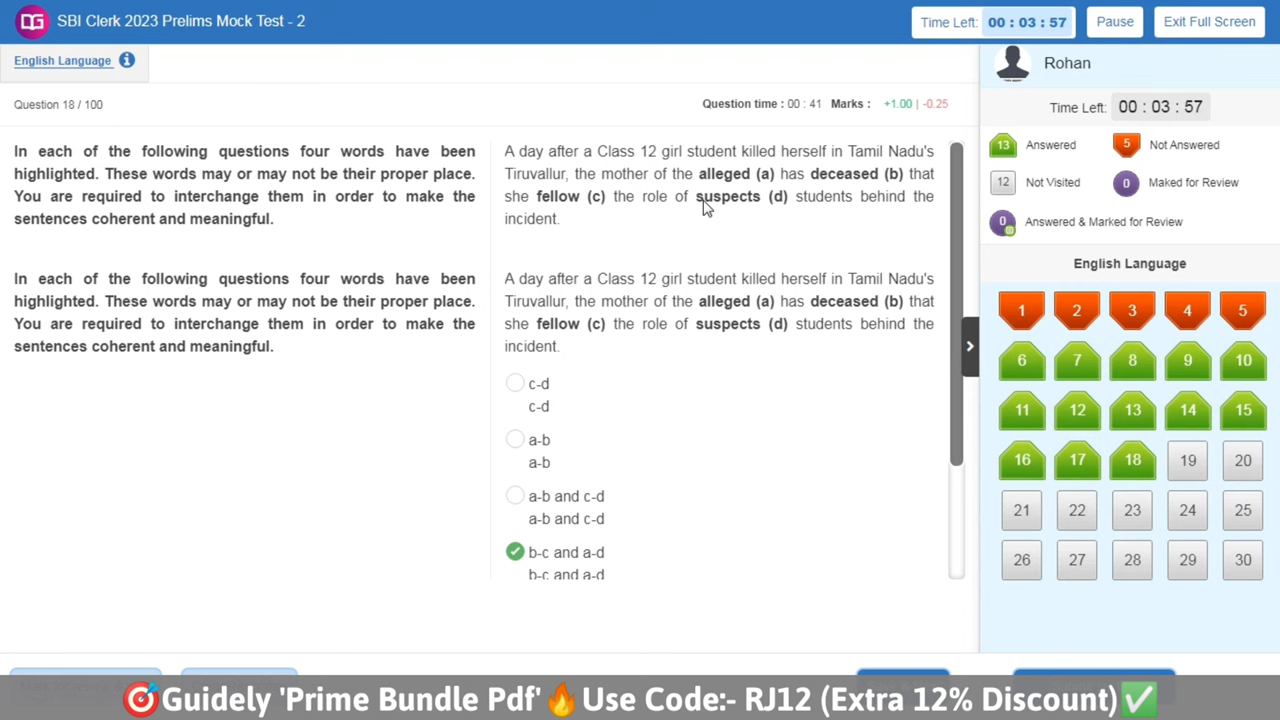 DG SBI Clerk 2023 Prelims Mock Test - 2
Time Left: 00 : 03 : 57 Pause Exit Full Screen
English Language i
Rohan
Question 18 / 100
Question time : 00 : 41 Marks : +1.00 | -0.25
Time Left: 00 : 03 : 57
13 Answered 5 Not Answered
12 Not Visited 0 Maked for Review
0 Answered & Marked for Review
In each of the following questions four words have been
highlighted. These words may or may not be their proper place.
You are required to interchange them in order to make the
sentences coherent and meaningful.
In each of the following questions four words have been
highlighted. These words may or may not be their proper place.
You are required to interchange them in order to make the
sentences coherent and meaningful.
A day after a Class 12 girl student killed herself in Tamil Nadu's
Tiruvallur, the mother of the alleged (a) has deceased (b) that
she fellow (c) the role of suspects (d) students behind the
incident.
A day after a Class 12 girl student killed herself in Tamil Nadu's
Tiruvallur, the mother of the alleged (a) has deceased (b) that
she fellow (c) the role of suspects (d) students behind the
incident.
c-d
c-d
a-b
a-b
a-b and c-d
a-b and c-d
b-c and a-d
b-c and a-d
English Language
1 2 3 4 5
6 7 8 9 10
11 12 13 14 15
16 17 18 19 20
21 22 23 24 25
26 27 28 29 30
🎯Guidely 'Prime Bundle Pdf'🔥Use Code:- RJ12 (Extra 12% Discount)✅